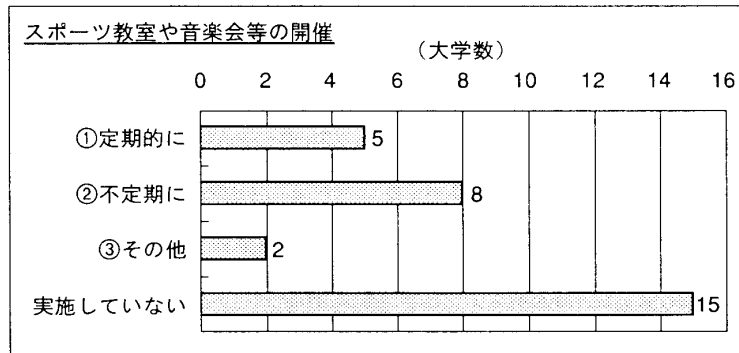 スポーツ教室や音楽会等の開催
（大学数）
0 2 4 6 8 10 12 14 16
①定期的に 5
②不定期に 8
③その他 2
実施していない 15